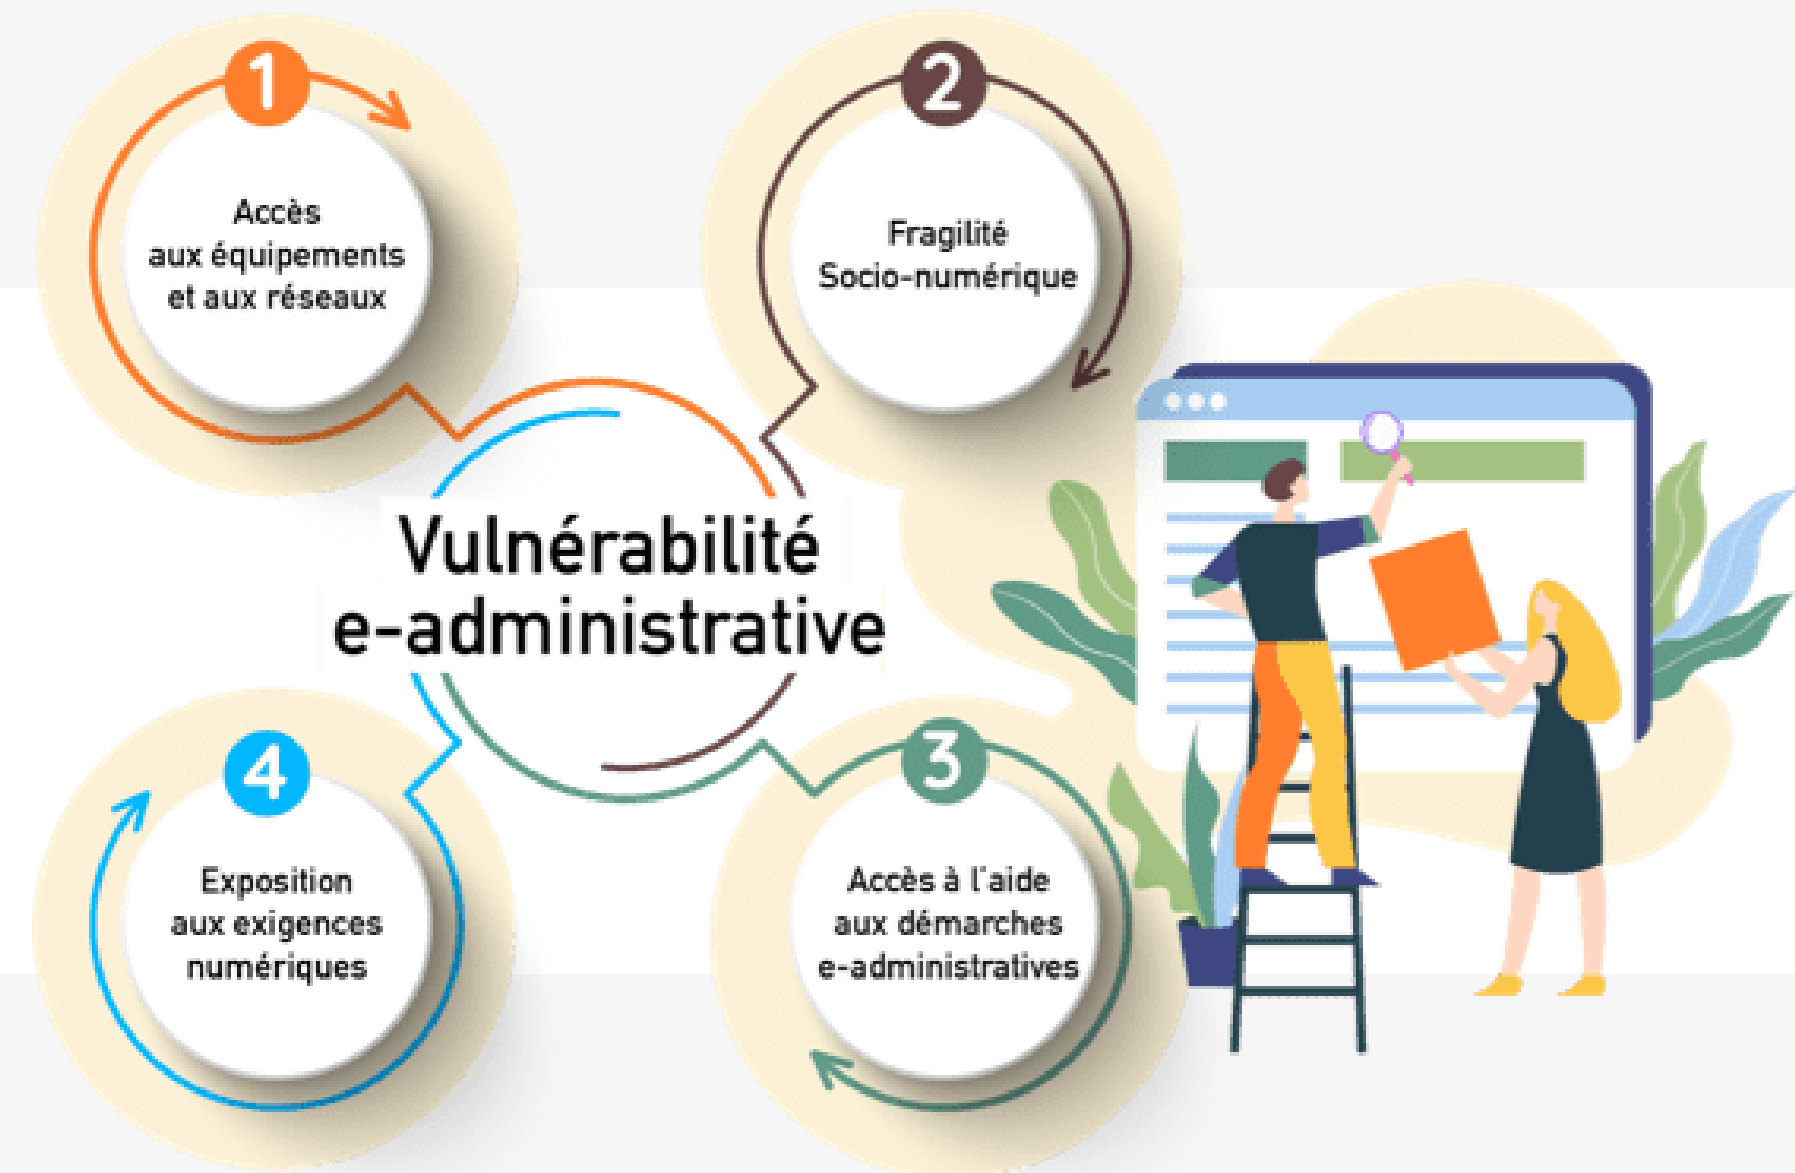 1
Accès
aux équipements
et aux réseaux
2
Fragilité
Socio-numérique
Vulnérabilité
e-administrative
3
Accès à l'aide
aux démarches
e-administratives
4
Exposition
aux exigences
numériques